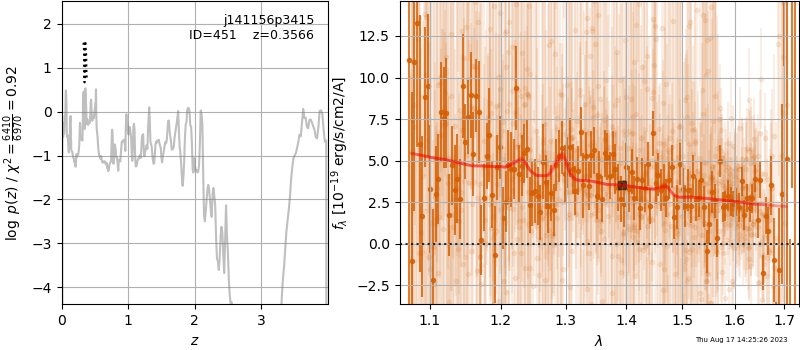 j141156p3415
ID=451 z=0.3566
log p(z) / χ² = 6410/6970 = 0.92
2
1
0
−1
−2
−3
−4
0 1 2 3
z
f_λ [10⁻¹⁹ erg/s/cm2/A]
12.5
10.0
7.5
5.0
2.5
0.0
−2.5
1.1 1.2 1.3 1.4 1.5 1.6 1.7
λ
Thu Aug 17 14:25:26 2023